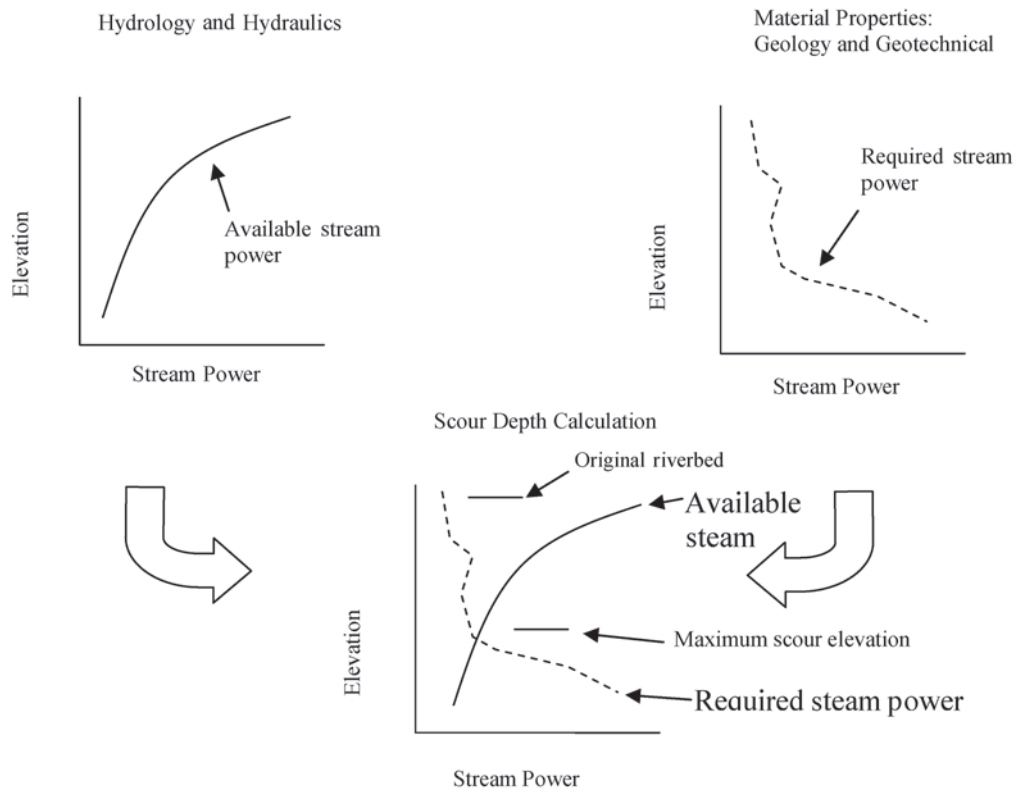 Hydrology and Hydraulics
Elevation
Available stream
power
Stream Power
Material Properties:
Geology and Geotechnical
Elevation
Required stream
power
Stream Power
Scour Depth Calculation
Original riverbed
Available
steam
Elevation
Maximum scour elevation
Required steam power
Stream Power